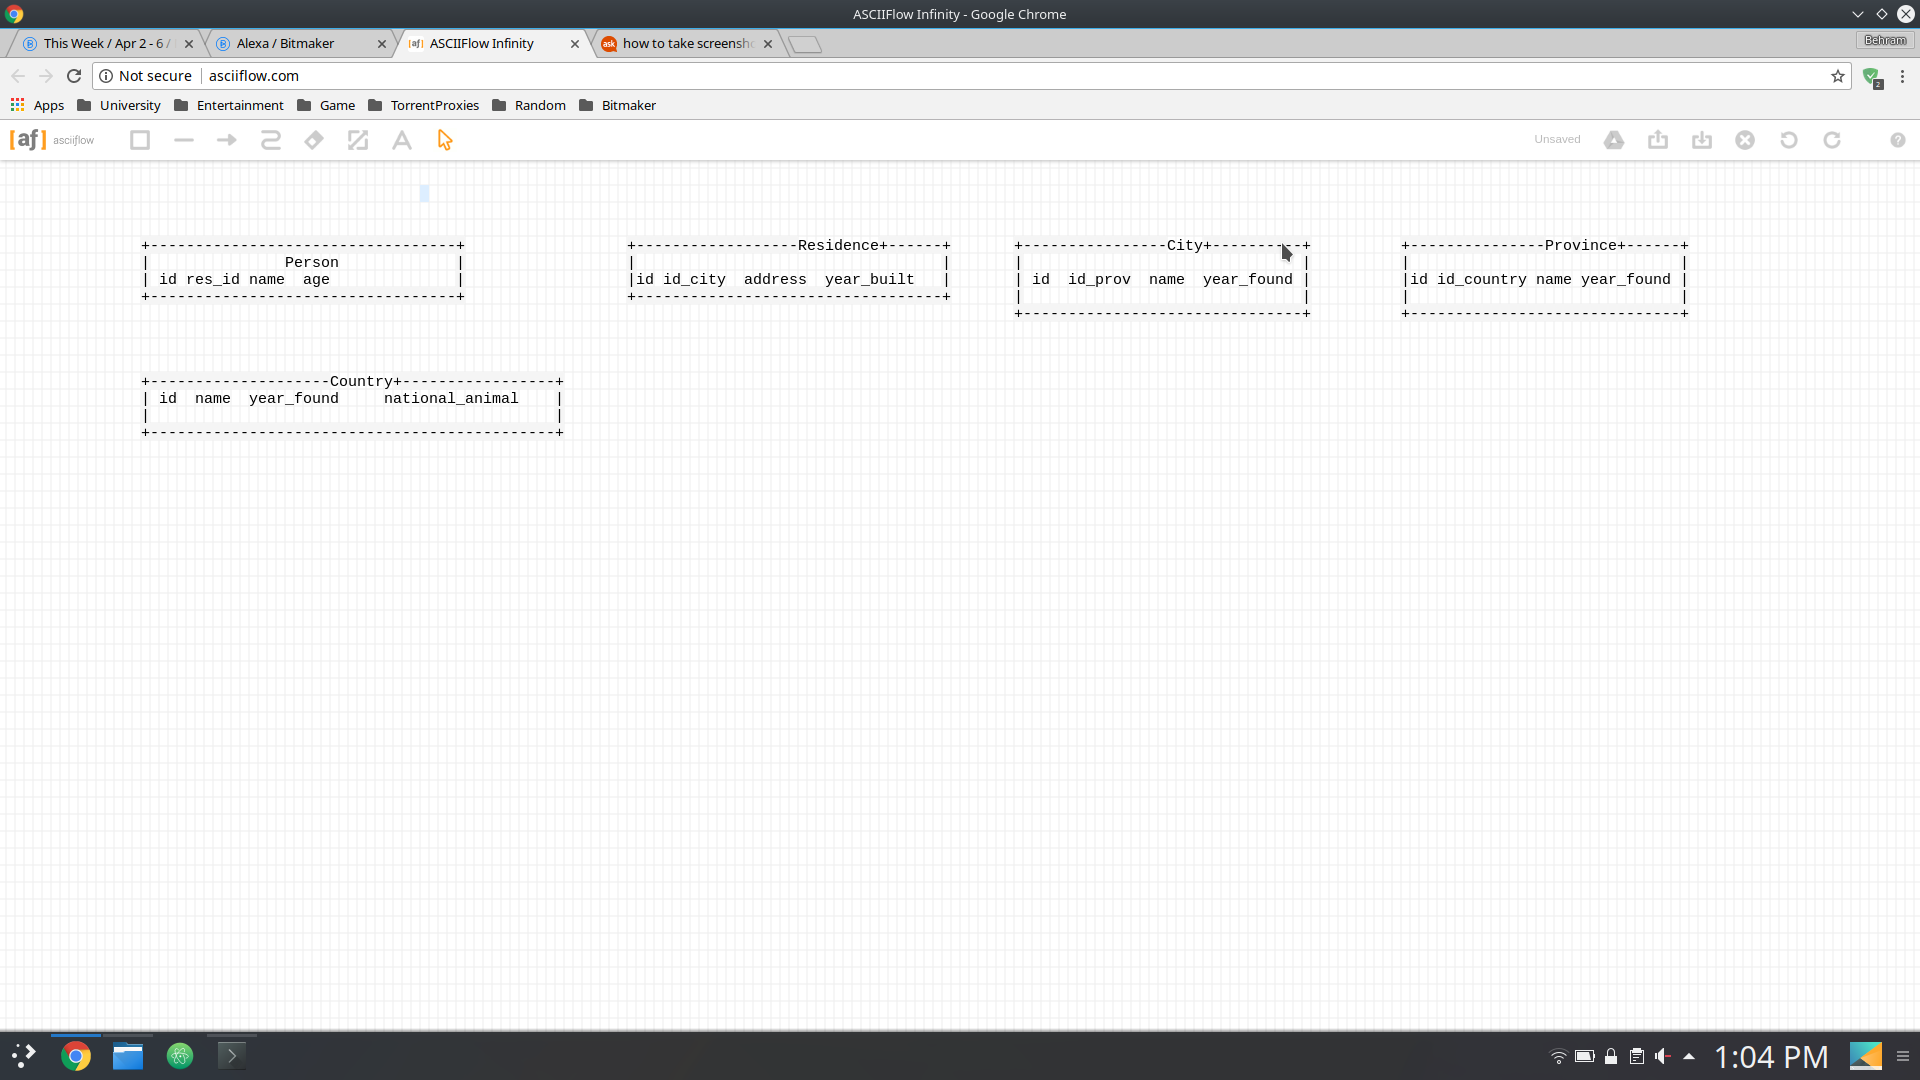 ASCIIFlow Infinity - Google Chrome
This Week / Apr 2 - 6 /
Alexa / Bitmaker
ASCIIFlow Infinity
ask how to take screensho
Behram
Not secure asciiflow.com
2
Apps University Entertainment Game TorrentProxies Random Bitmaker
[af] asciiflow
A
Unsaved
?
+----------------------------------+
| Person |
| id res_id name age |
+----------------------------------+
+------------------Residence+------+
| |
|id id_city address year_built |
+----------------------------------+
+----------------City+----------+
| |
| id id_prov name year_found |
| |
+-------------------------------+
+---------------Province+------+
| |
|id id_country name year_found |
| |
+------------------------------+
+--------------------Country+-----------------+
| id name year_found national_animal |
| |
+---------------------------------------------+
1:04 PM